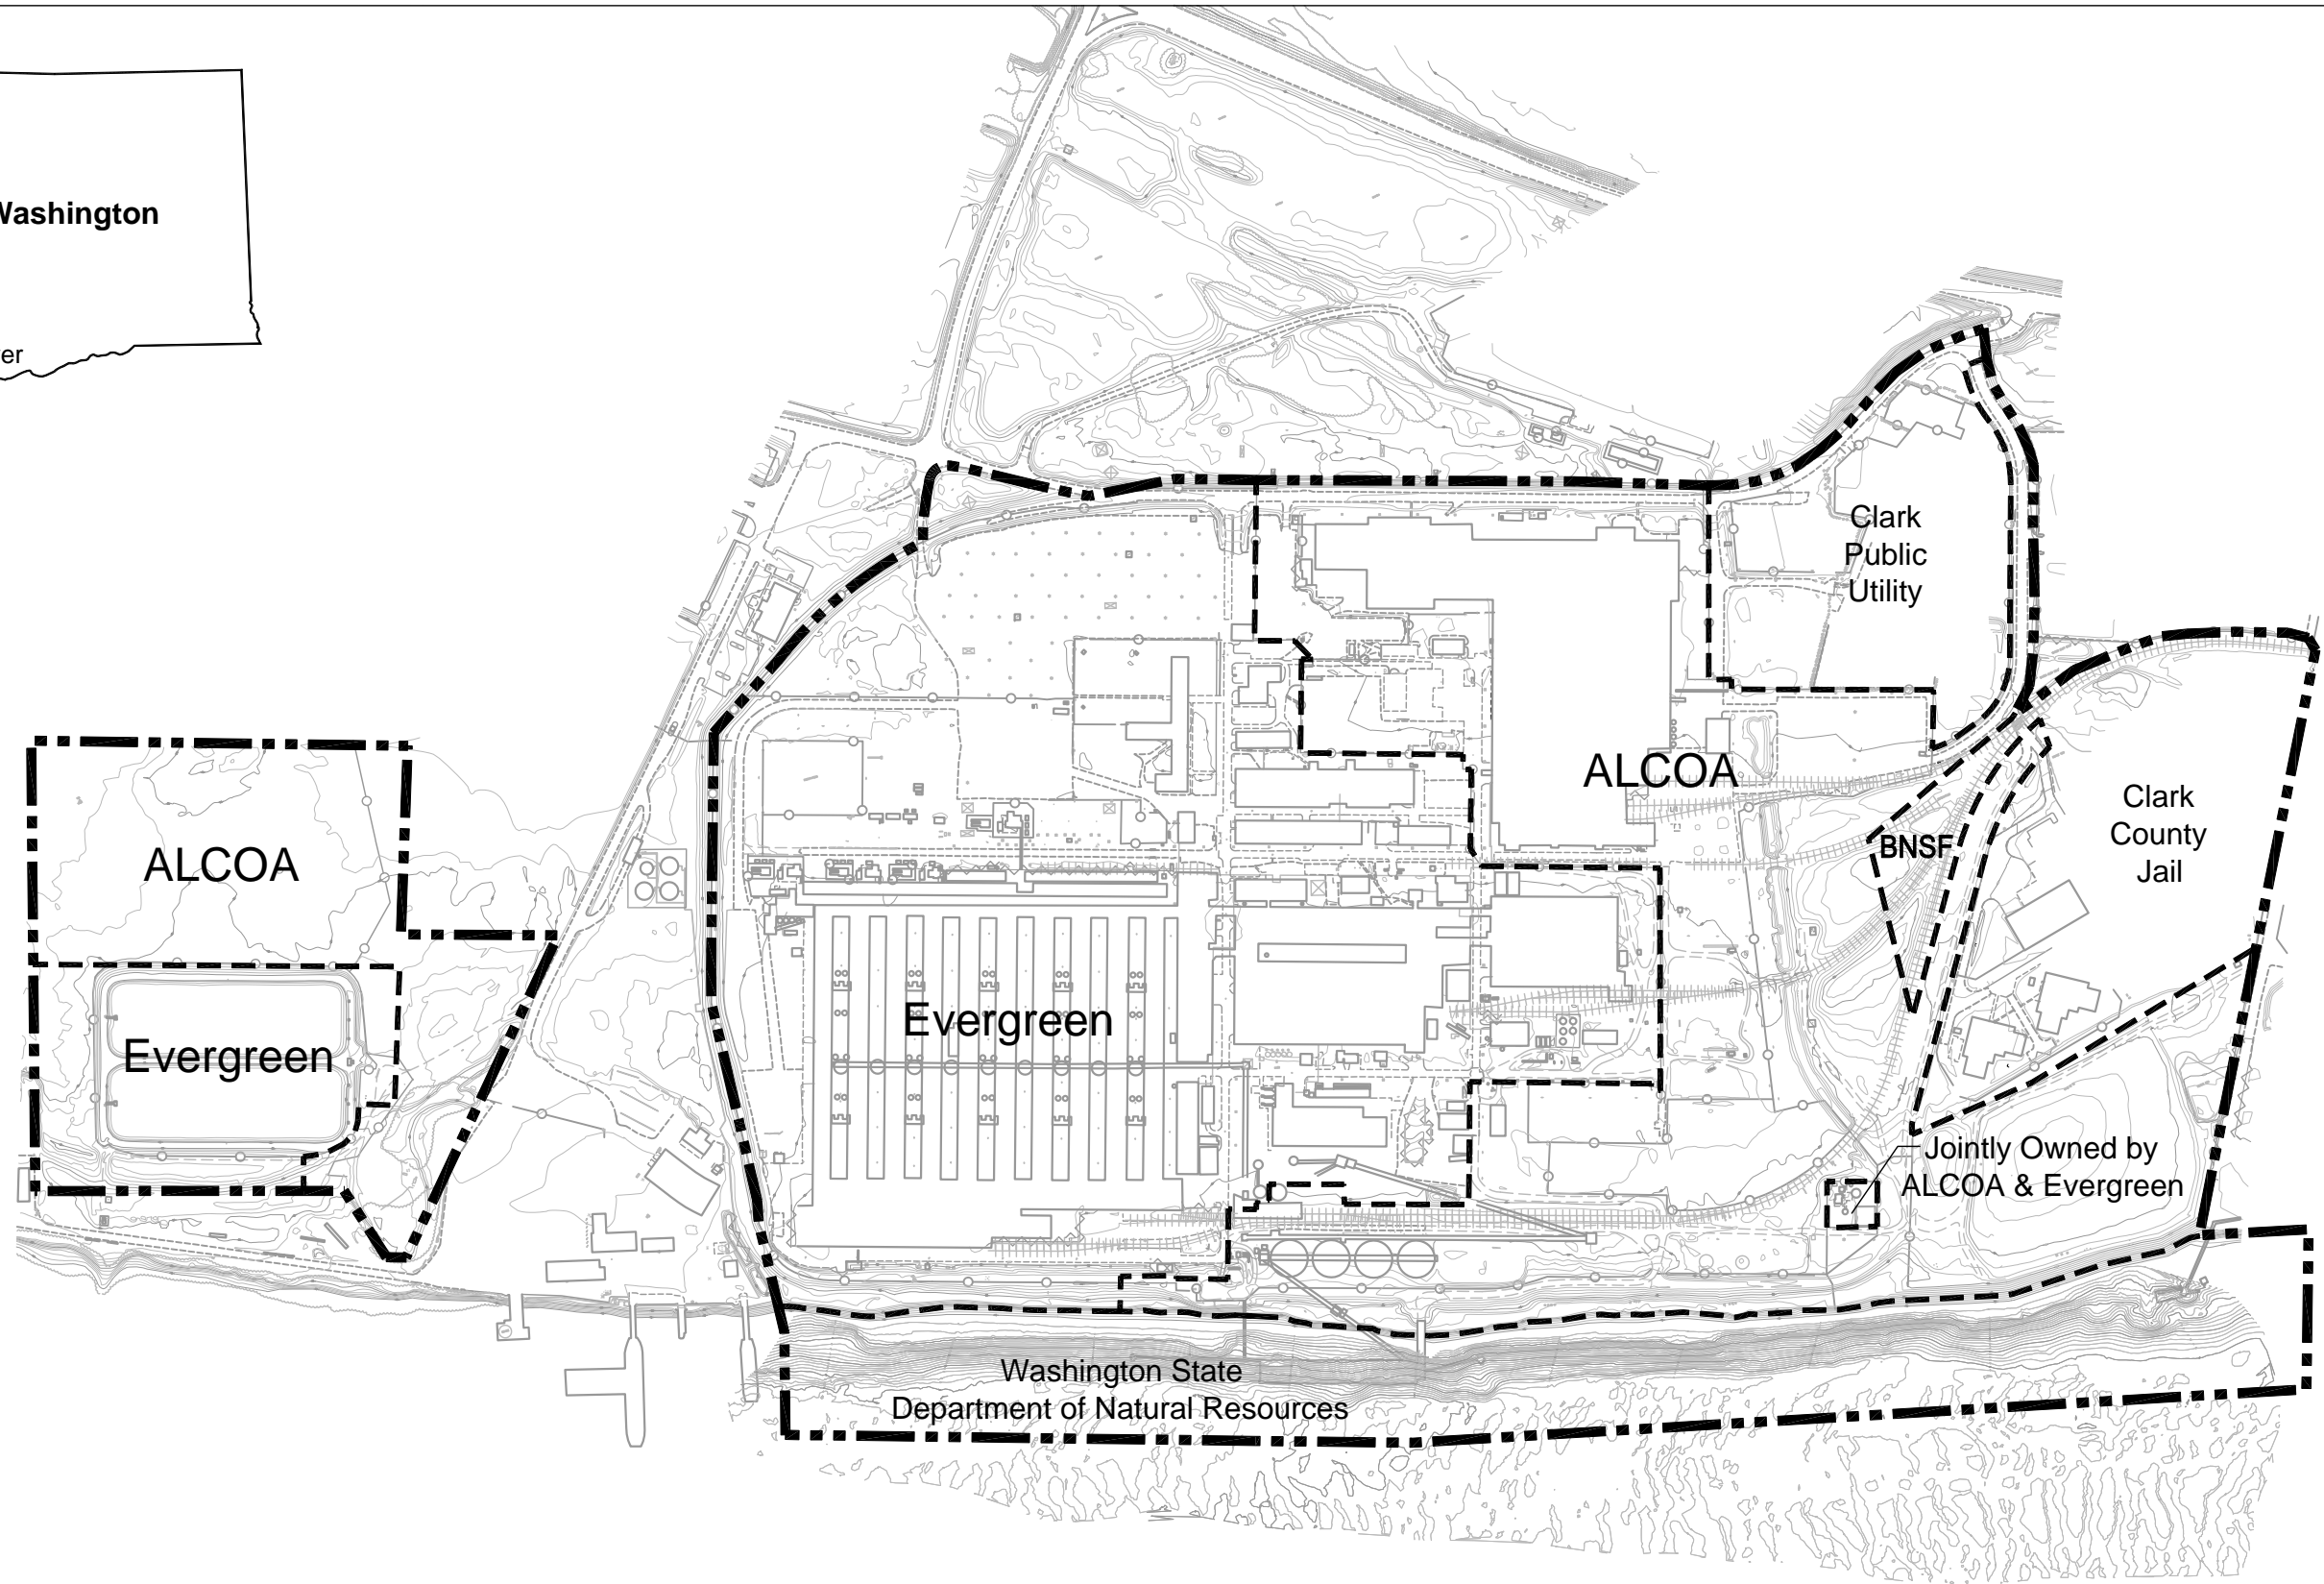 Washington
er
Clark
Public
Utility
ALCOA
Clark
County
Jail
BNSF
ALCOA
Evergreen
Evergreen
Jointly Owned by
ALCOA & Evergreen
Washington State
Department of Natural Resources